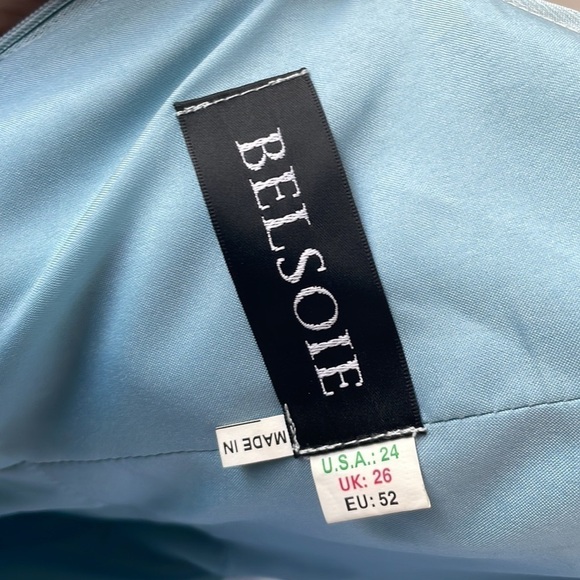 BELSOIE
MADE IN
U.S.A.: 24
UK: 26
EU: 52